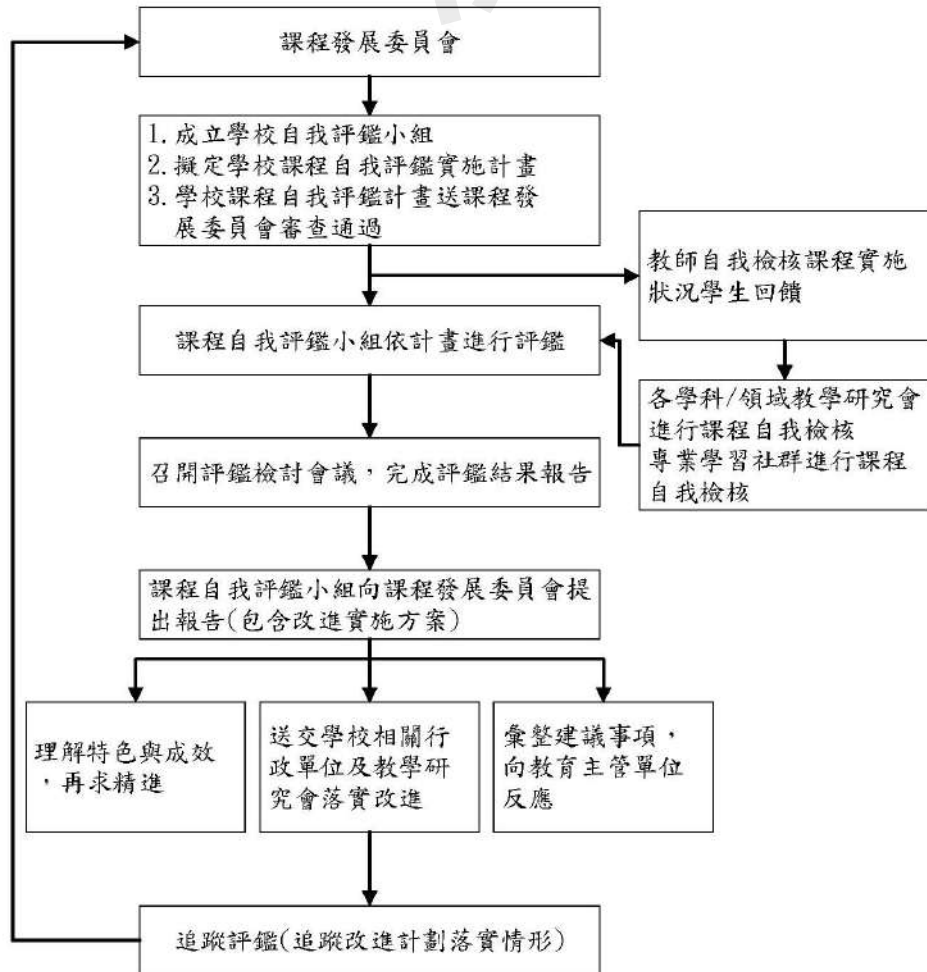 課程發展委員會
1.成立學校自我評鑑小組
2.擬定學校課程自我評鑑實施計畫
3.學校課程自我評鑑計畫送課程發
展委員會審查通過
教師自我檢核課程實施
狀況學生回饋
課程自我評鑑小組依計畫進行評鑑
各學科/領域教學研究會
進行課程自我檢核
專業學習社群進行課程
自我檢核
召開評鑑檢討會議，完成評鑑結果報告
課程自我評鑑小組向課程發展委員會提
出報告(包含改進實施方案)
理解特色與成效
，再求精進
送交學校相關行
政單位及教學研
究會落實改進
彙整建議事項，
向教育主管單位
反應
追蹤評鑑(追蹤改進計劃落實情形)